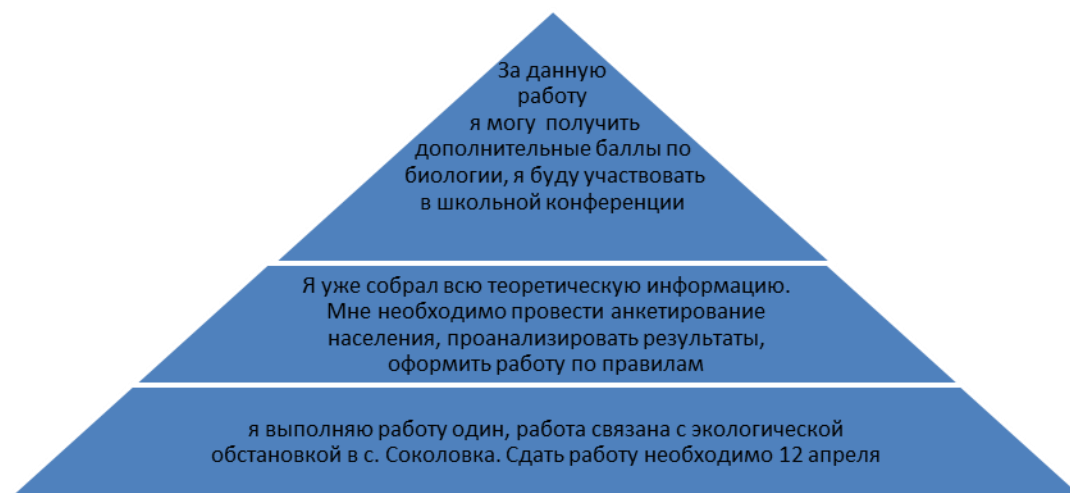 За данную
работу
я могу  получить
дополнительные баллы по
биологии, я буду участвовать
в школьной конференции
Я уже собрал всю теоретическую информацию.
Мне необходимо провести анкетирование
населения, проанализировать результаты,
оформить работу по правилам
я выполняю работу один, работа связана с экологической
обстановкой в с. Соколовка. Сдать работу необходимо 12 апреля